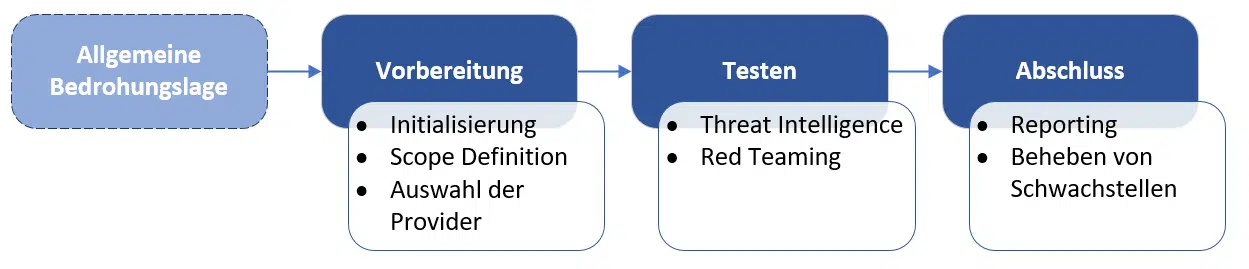 Allgemeine
Bedrohungslage
Vorbereitung
• Initialisierung
• Scope Definition
• Auswahl der
Provider
Testen
• Threat Intelligence
• Red Teaming
Abschluss
• Reporting
• Beheben von
Schwachstellen